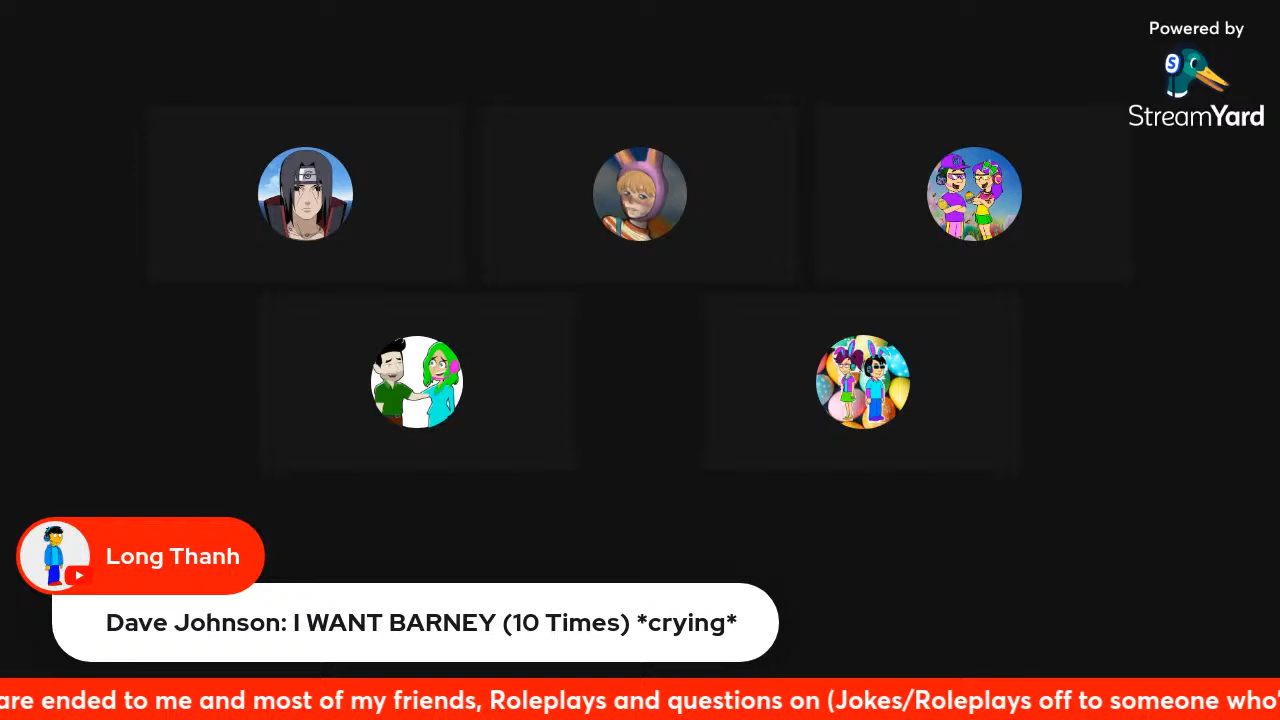 Powered by
StreamYard
Long Thanh
Dave Johnson: I WANT BARNEY (10 Times) *crying*
are ended to me and most of my friends, Roleplays and questions on (Jokes/Roleplays off to someone who'